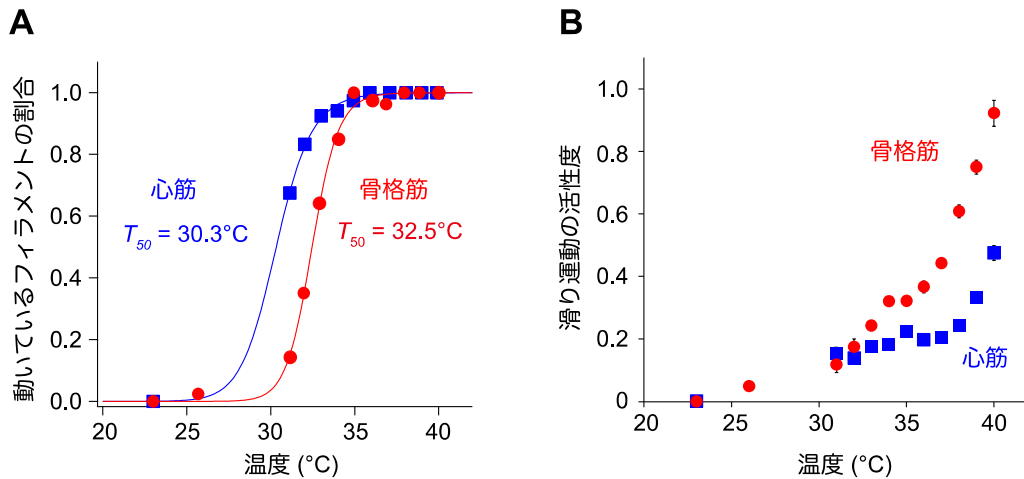 A
動いているフィラメントの割合
1.0
0.8
0.6
0.4
0.2
0.0
心筋
T50 = 30.3°C
骨格筋
T50 = 32.5°C
20
25
30
35
40
温度 (°C)
B
滑り運動の活性度
1.0
0.8
0.6
0.4
0.2
0
骨格筋
心筋
20
25
30
35
40
温度 (°C)